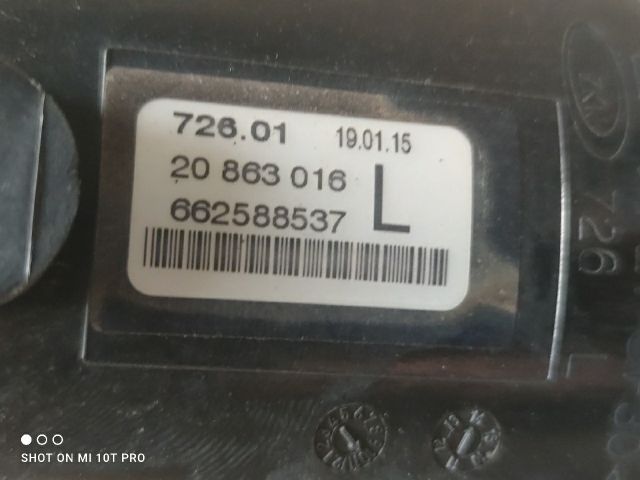 726.01 19.01.15
20 863 016 L
662588537
726
L
SHOT ON MI 10T PRO